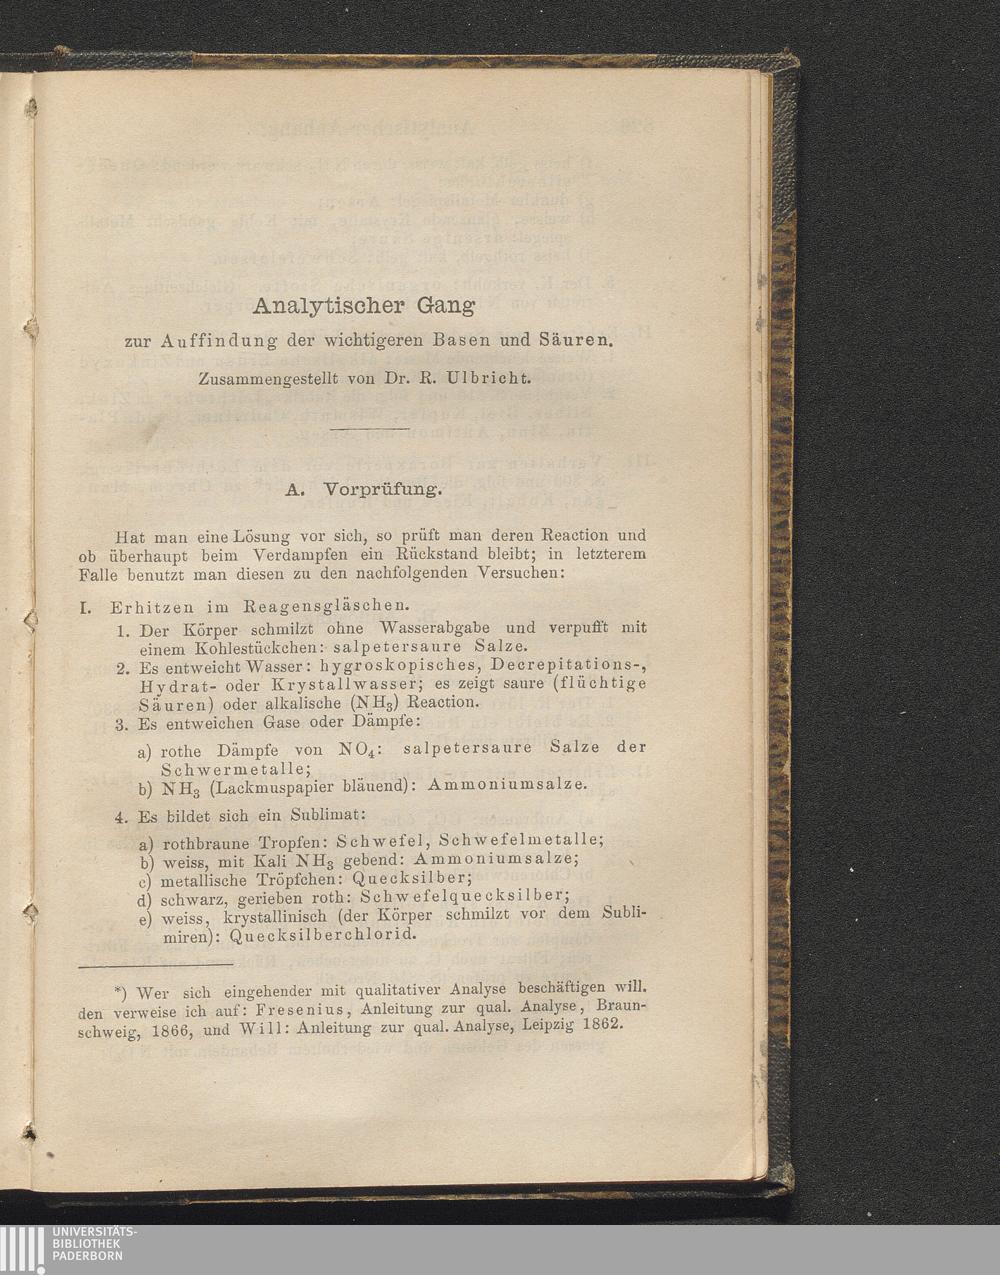 Analytischer Gang
zur Auffindung der wichtigeren Basen und Säuren.
Zusammengestellt von Dr. R. Ulbricht.
A. Vorprüfung.
Hat man eine Lösung vor sich, so prüft man deren Reaction und
ob überhaupt beim Verdampfen ein Rückstand bleibt; in letzterem
Falle benutzt man diesen zu den nachfolgenden Versuchen:
I. Erhitzen im Reagensgläschen.
1. Der Körper schmilzt ohne Wasserabgabe und verpufft mit
einem Kohlestückchen: salpetersaure Salze.
2. Es entweicht Wasser: hygroskopisches, Decrepitations-,
Hydrat- oder Krystallwasser; es zeigt saure (flüchtige
Säuren) oder alkalische (NH₃) Reaction.
3. Es entweichen Gase oder Dämpfe:
a) rothe Dämpfe von NO₄: salpetersaure Salze der
Schwermetalle;
b) NH₃ (Lackmuspapier bläuend): Ammoniumsalze.
4. Es bildet sich ein Sublimat:
a) rothbraune Tropfen: Schwefel, Schwefelmetalle;
b) weiss, mit Kali NH₃ gebend: Ammoniumsalze;
c) metallische Tröpfchen: Quecksilber;
d) schwarz, gerieben roth: Schwefelquecksilber;
e) weiss, krystallinisch (der Körper schmilzt vor dem Subli-
miren): Quecksilberchlorid.
*) Wer sich eingehender mit qualitativer Analyse beschäftigen will.
den verweise ich auf: Fresenius, Anleitung zur qual. Analyse, Braun-
schweig, 1866, und Will: Anleitung zur qual. Analyse, Leipzig 1862.
UNIVERSITÄTS-
BIBLIOTHEK
PADERBORN